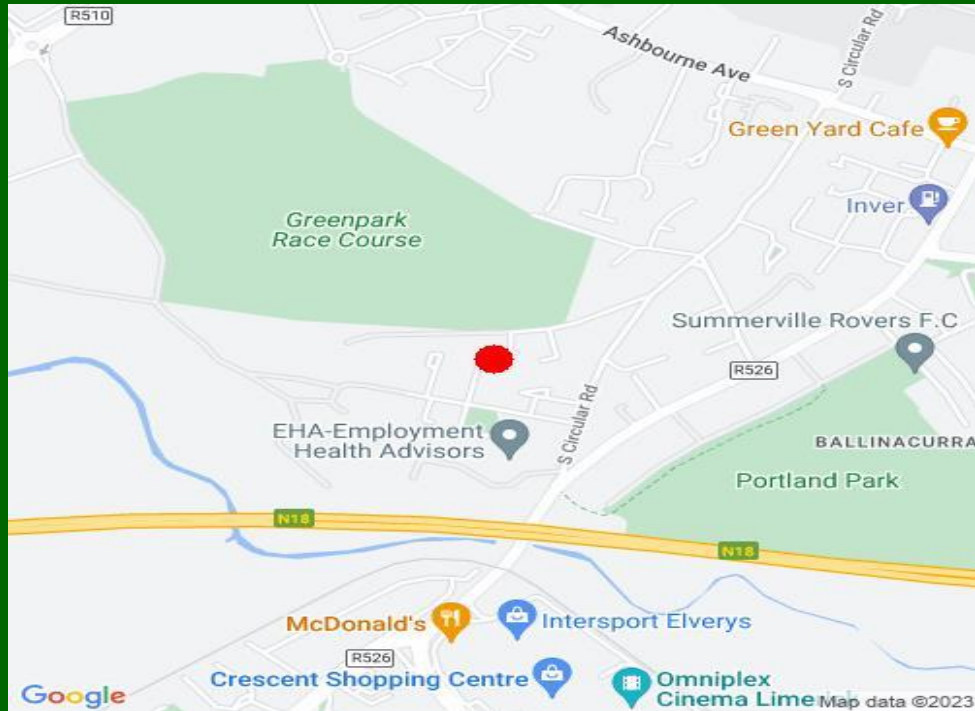 R510
Ashbourne Ave
S Circular Rd
Green Yard Cafe
Inver
Greenpark
Race Course
Summerville Rovers F.C
R526
S Circular Rd
EHA-Employment
Health Advisors
BALLINACURRA
Portland Park
N18
N18
McDonald's
Intersport Elverys
R526
Crescent Shopping Centre
Omniplex
Cinema Lime
Google
Map data ©2023